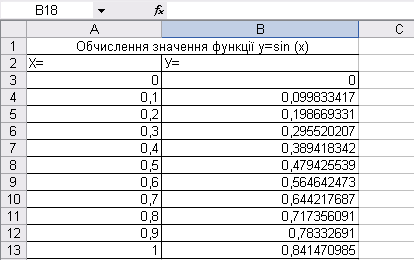 B18 fx
A B C
1 Обчислення значення функції y=sin (x)
2 X= У=
3 0 0
4 0,1 0,099833417
5 0,2 0,198669331
6 0,3 0,295520207
7 0,4 0,389418342
8 0,5 0,479425539
9 0,6 0,564642473
10 0,7 0,644217687
11 0,8 0,717356091
12 0,9 0,78332691
13 1 0,841470985